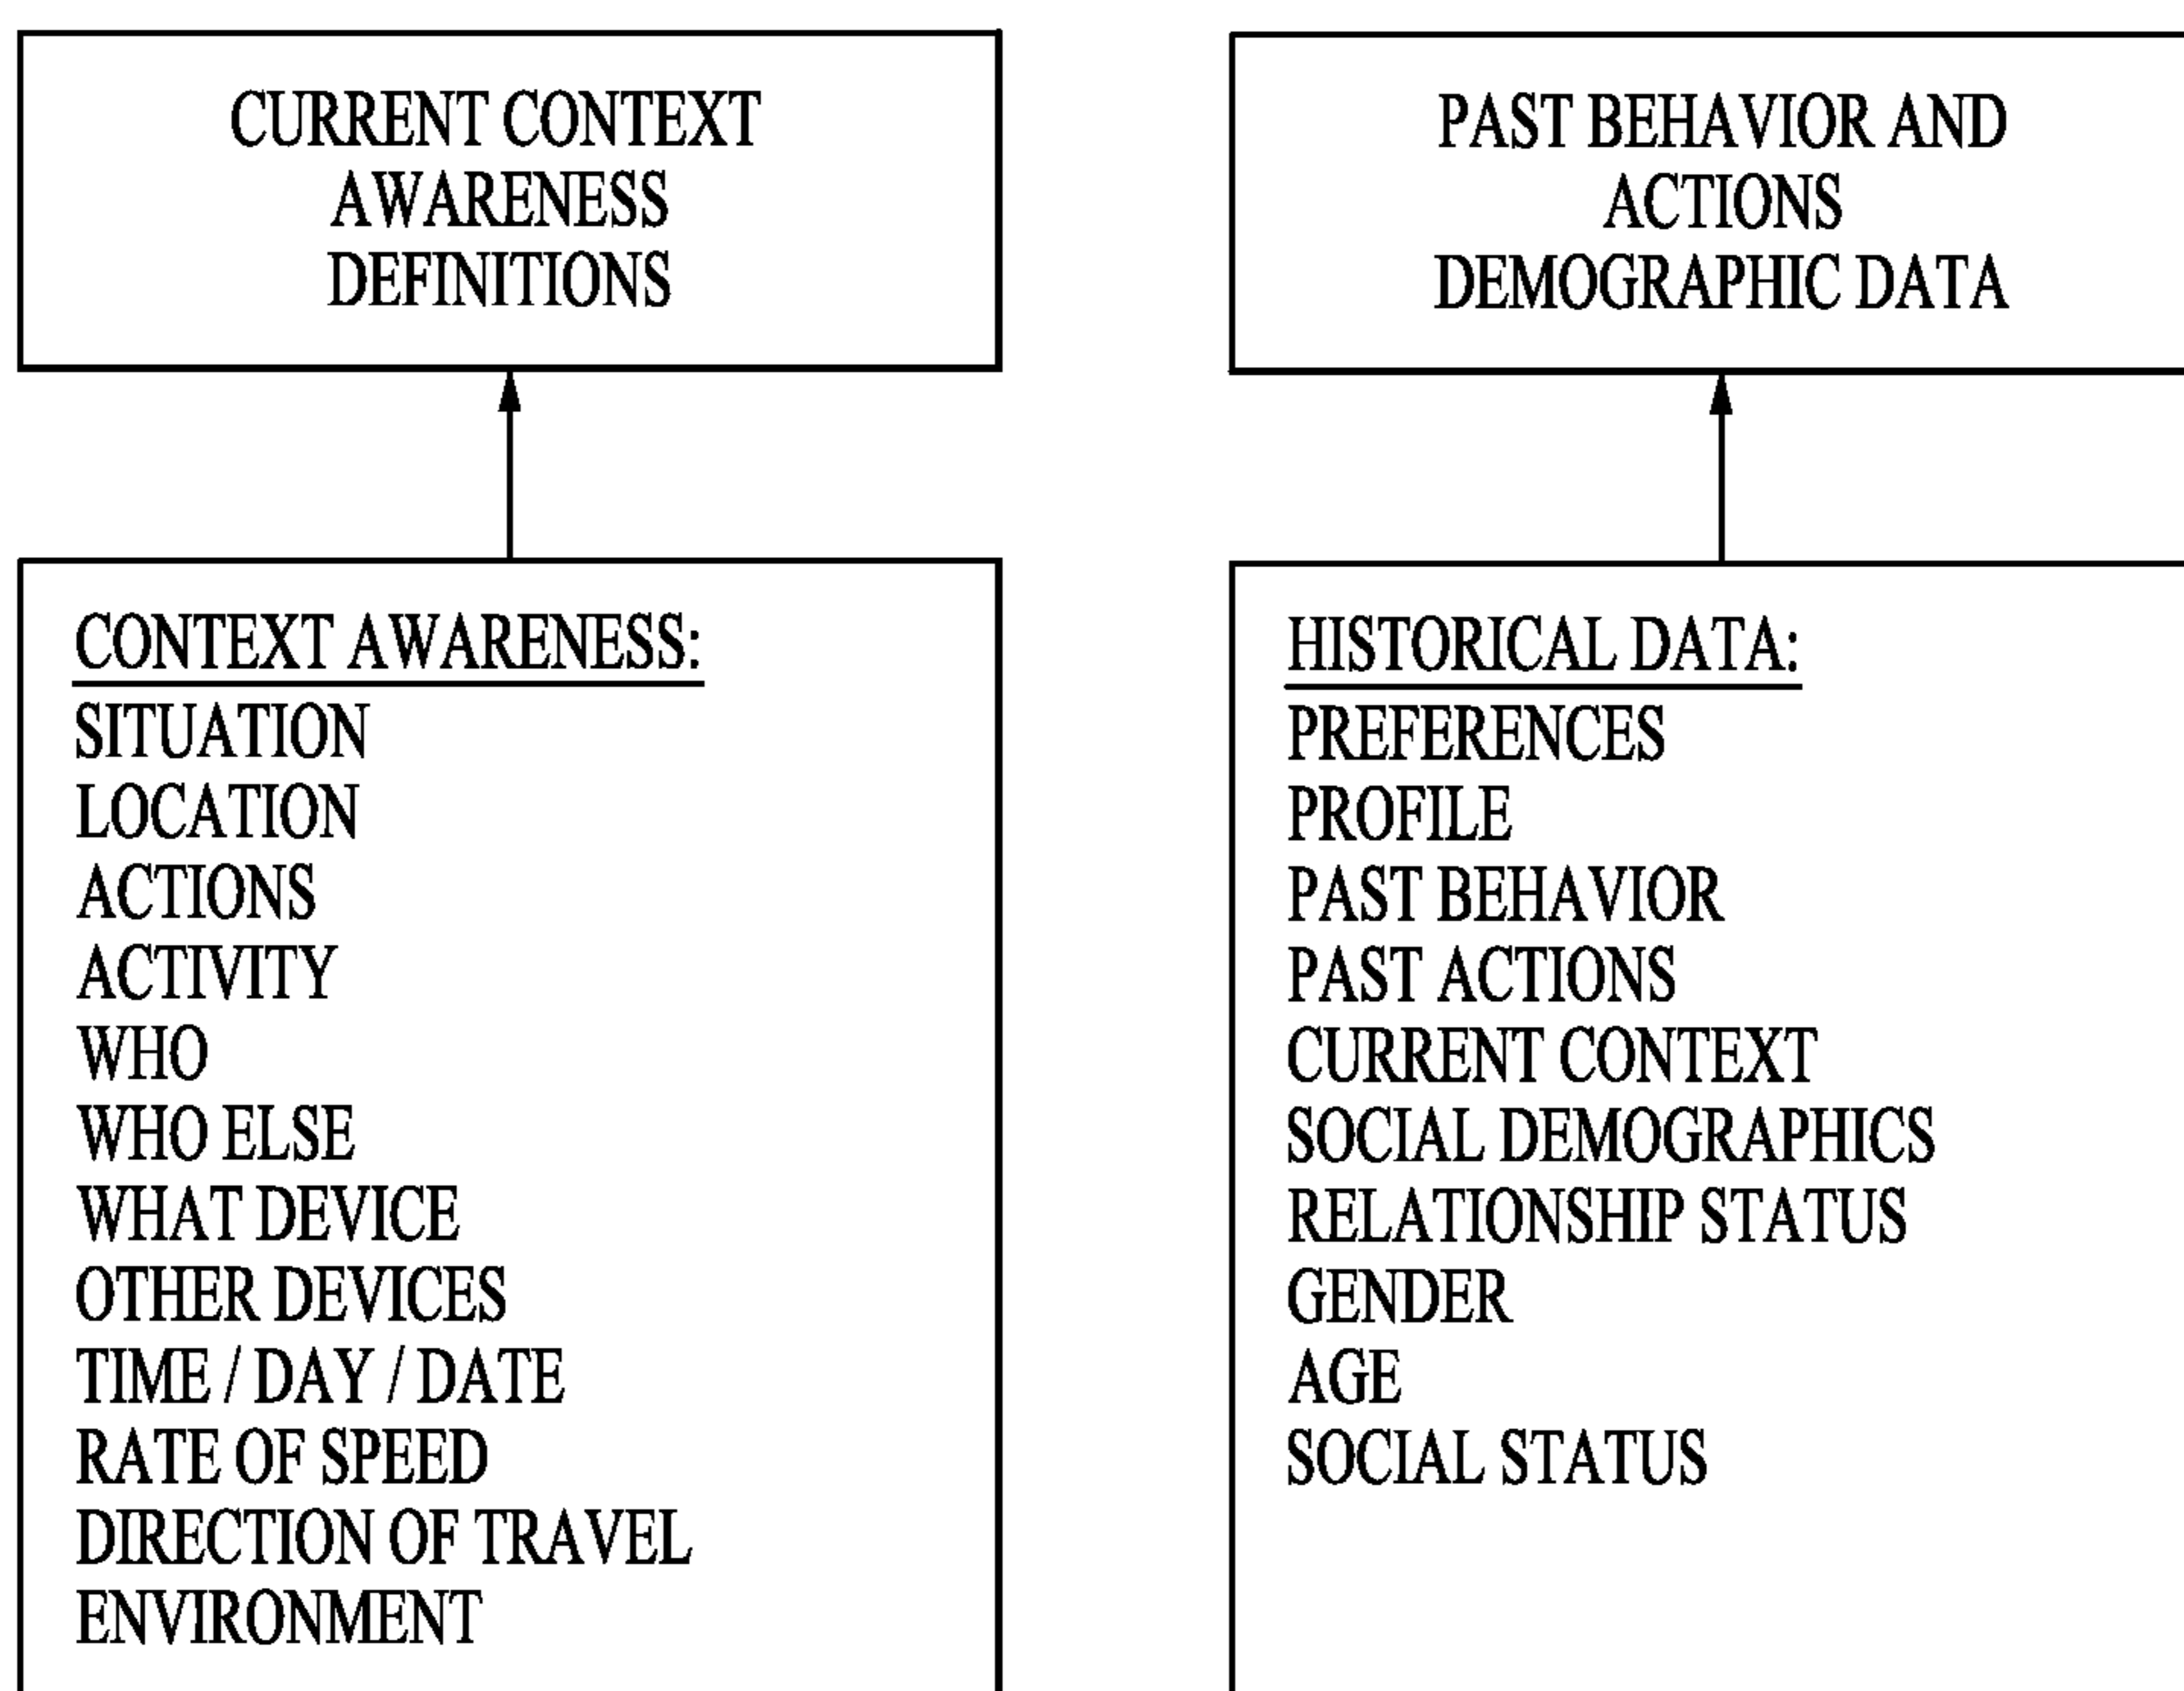 CURRENT CONTEXT
AWARENESS
DEFINITIONS
PAST BEHAVIOR AND
ACTIONS
DEMOGRAPHIC DATA
CONTEXT AWARENESS:
SITUATION
LOCATION
ACTIONS
ACTIVITY
WHO
WHO ELSE
WHAT DEVICE
OTHER DEVICES
TIME / DAY / DATE
RATE OF SPEED
DIRECTION OF TRAVEL
ENVIRONMENT
HISTORICAL DATA:
PREFERENCES
PROFILE
PAST BEHAVIOR
PAST ACTIONS
CURRENT CONTEXT
SOCIAL DEMOGRAPHICS
RELATIONSHIP STATUS
GENDER
AGE
SOCIAL STATUS